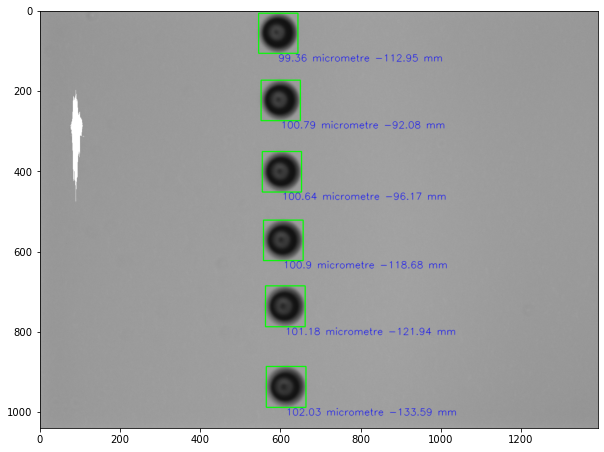 0
99.36 micrometre -112.95 mm
200
100.79 micrometre -92.08 mm
400
100.64 micrometre -96.17 mm
600
100.9 micrometre -118.68 mm
800
101.18 micrometre -121.94 mm
1000
102.03 micrometre -133.59 mm
0 200 400 600 800 1000 1200